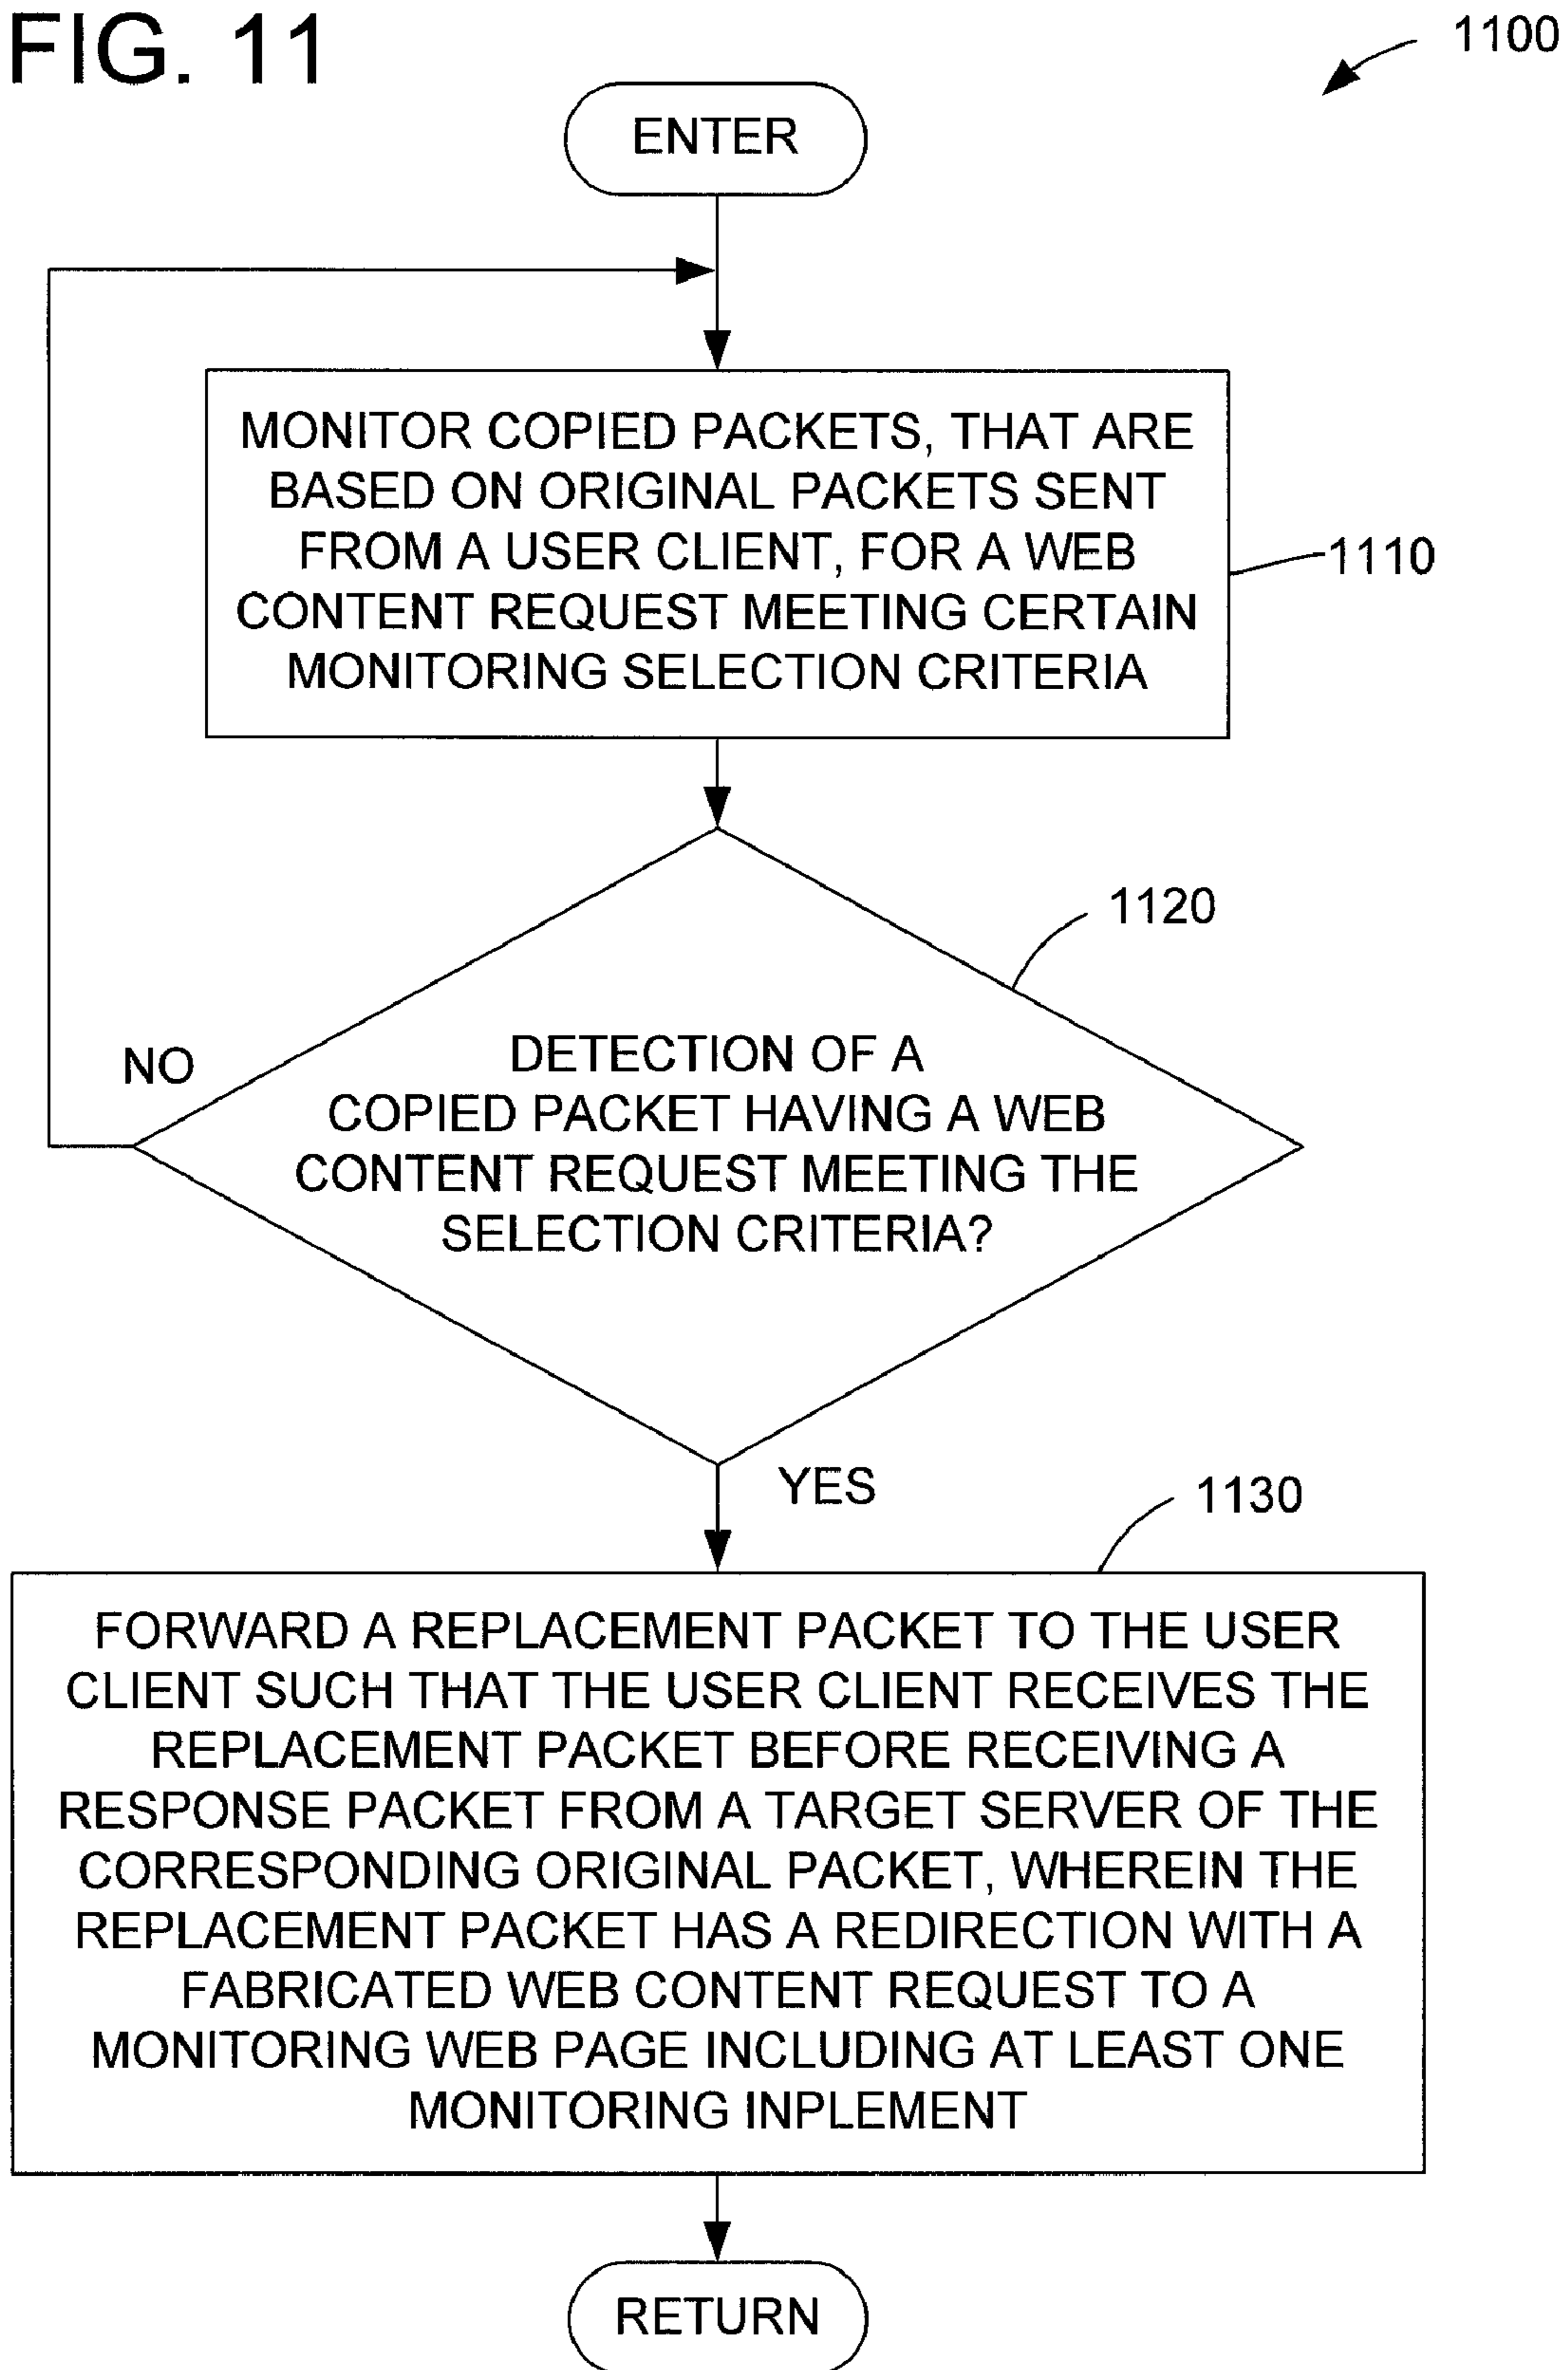 FIG. 11
1100
ENTER
MONITOR COPIED PACKETS, THAT ARE
BASED ON ORIGINAL PACKETS SENT
FROM A USER CLIENT, FOR A WEB
CONTENT REQUEST MEETING CERTAIN
MONITORING SELECTION CRITERIA
1110
1120
NO
DETECTION OF A
COPIED PACKET HAVING A WEB
CONTENT REQUEST MEETING THE
SELECTION CRITERIA?
YES
1130
FORWARD A REPLACEMENT PACKET TO THE USER
CLIENT SUCH THAT THE USER CLIENT RECEIVES THE
REPLACEMENT PACKET BEFORE RECEIVING A
RESPONSE PACKET FROM A TARGET SERVER OF THE
CORRESPONDING ORIGINAL PACKET, WHEREIN THE
REPLACEMENT PACKET HAS A REDIRECTION WITH A
FABRICATED WEB CONTENT REQUEST TO A
MONITORING WEB PAGE INCLUDING AT LEAST ONE
MONITORING INPLEMENT
RETURN